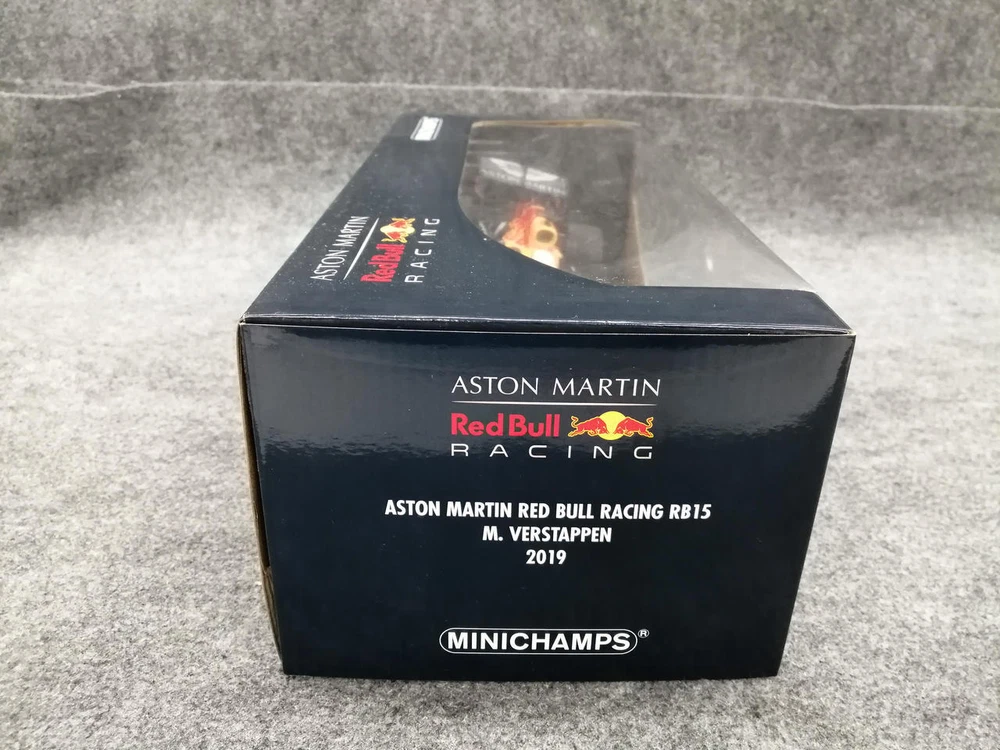 MINICHAMPS
ASTON MARTIN
Red Bull
RACING
ASTON MARTIN
Red Bull
RACING
ASTON MARTIN RED BULL RACING RB15
M. VERSTAPPEN
2019
MINICHAMPS®